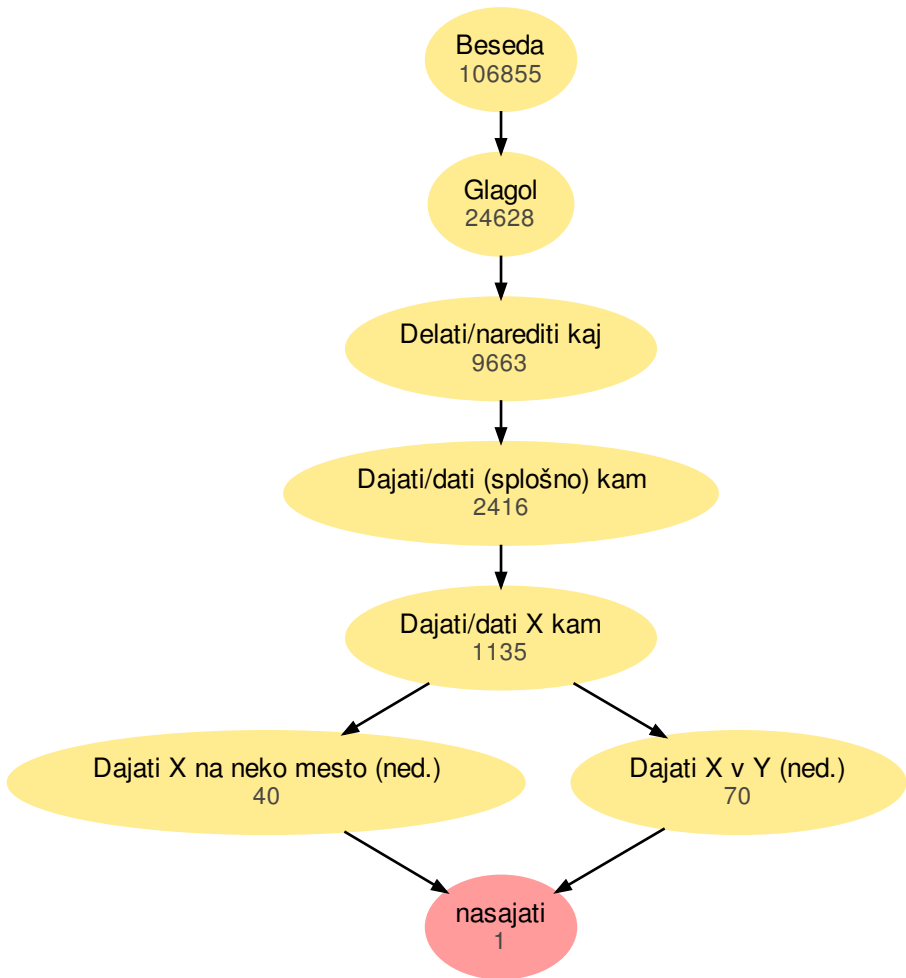 Beseda
106855
Glagol
24628
Delati/narediti kaj
9663
Dajati/dati (splošno) kam
2416
Dajati/dati X kam
1135
Dajati X na neko mesto (ned.)
40
Dajati X v Y (ned.)
70
nasajati
1